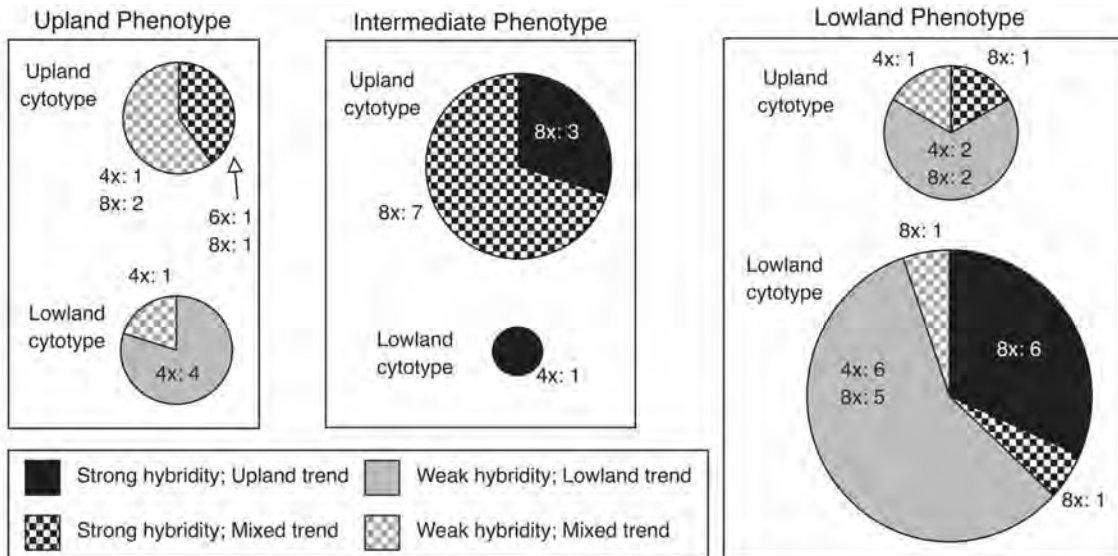 Upland Phenotype
Upland
cytotype
4x: 1
8x: 2
6x: 1
8x: 1
4x: 1
Lowland
cytotype
4x: 4
Intermediate Phenotype
Upland
cytotype
8x: 3
8x: 7
Lowland
cytotype
4x: 1
Lowland Phenotype
4x: 1
8x: 1
Upland
cytotype
4x: 2
8x: 2
8x: 1
Lowland
cytotype
4x: 6
8x: 5
8x: 6
8x: 1
Strong hybridity; Upland trend
Weak hybridity; Lowland trend
Strong hybridity; Mixed trend
Weak hybridity; Mixed trend